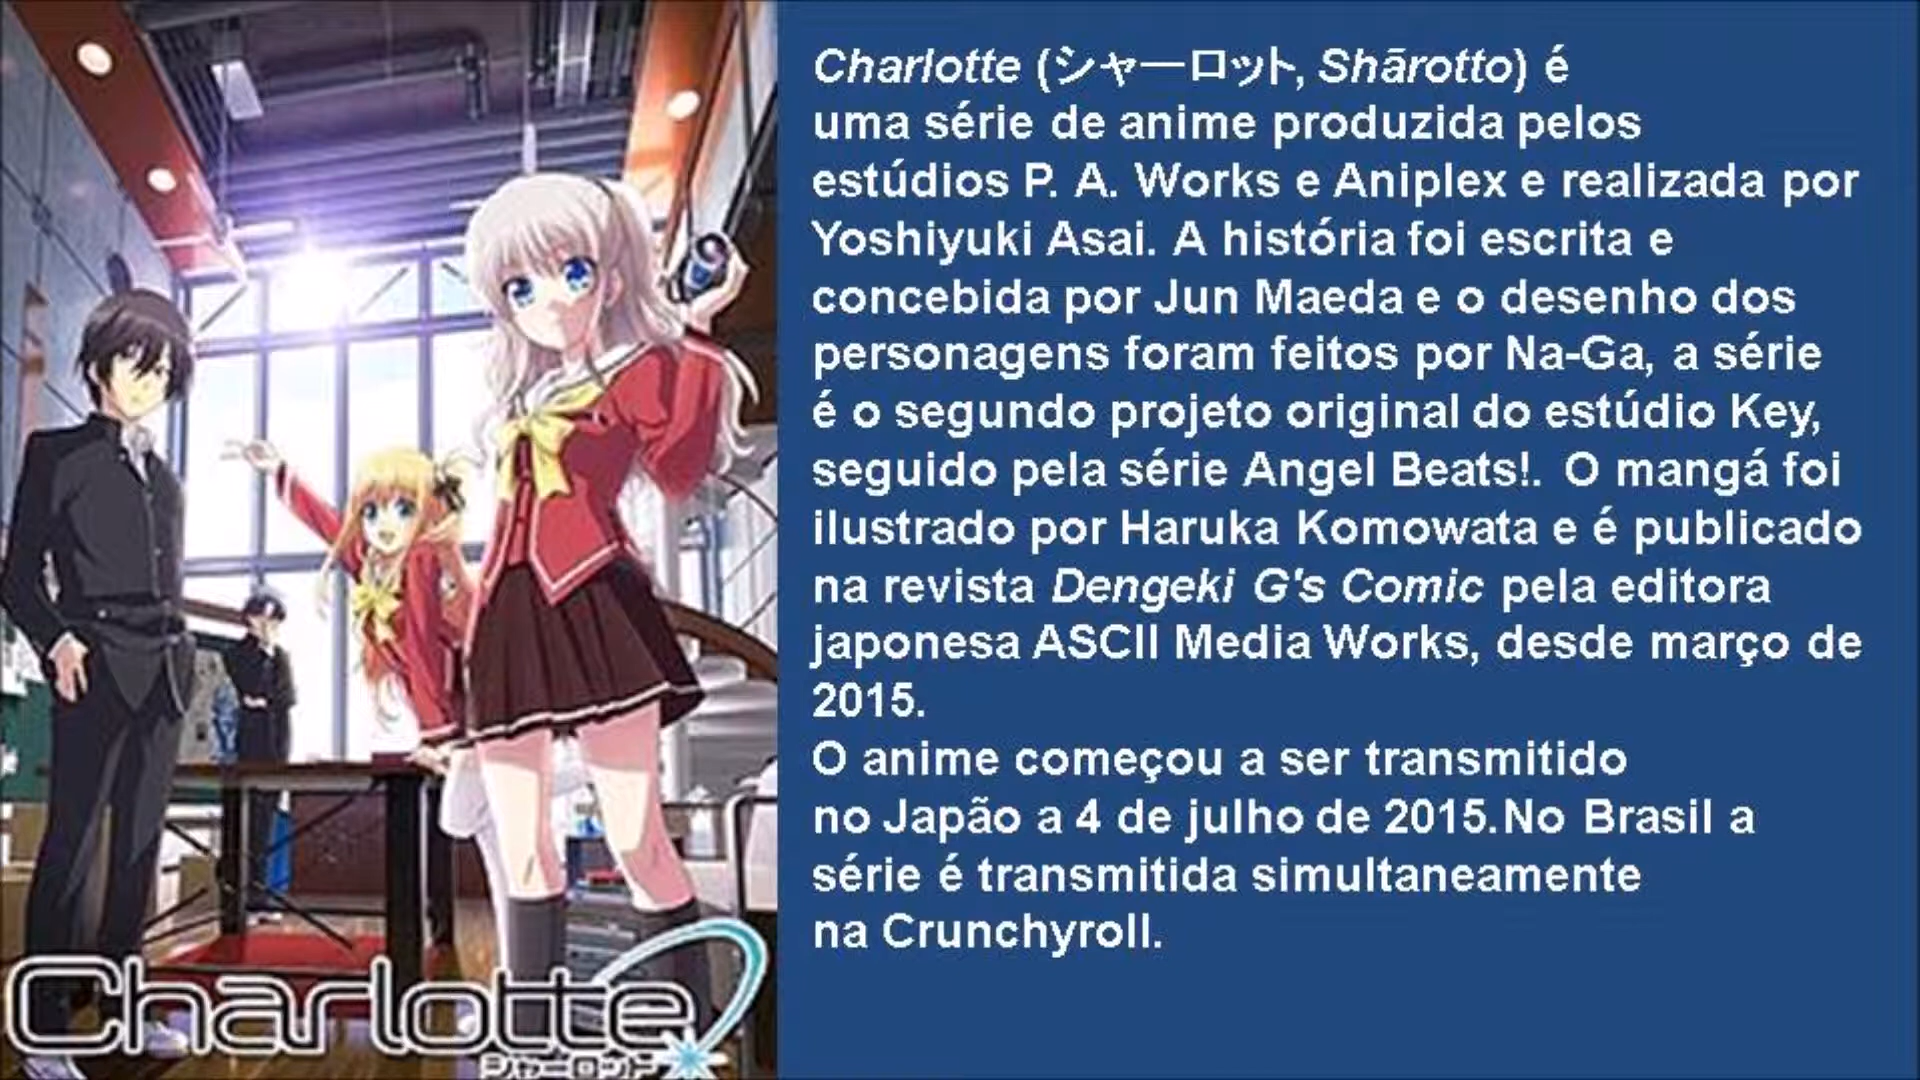 Charlotte (シャーロット, Shārotto) é
uma série de anime produzida pelos
estúdios P. A. Works e Aniplex e realizada por
Yoshiyuki Asai. A história foi escrita e
concebida por Jun Maeda e o desenho dos
personagens foram feitos por Na-Ga, a série
é o segundo projeto original do estúdio Key,
seguido pela série Angel Beats!. O mangá foi
ilustrado por Haruka Komowata e é publicado
na revista Dengeki G's Comic pela editora
japonesa ASCII Media Works, desde março de
2015.
O anime começou a ser transmitido
no Japão a 4 de julho de 2015.No Brasil a
série é transmitida simultaneamente
na Crunchyroll.
Charlotte
シャーロット